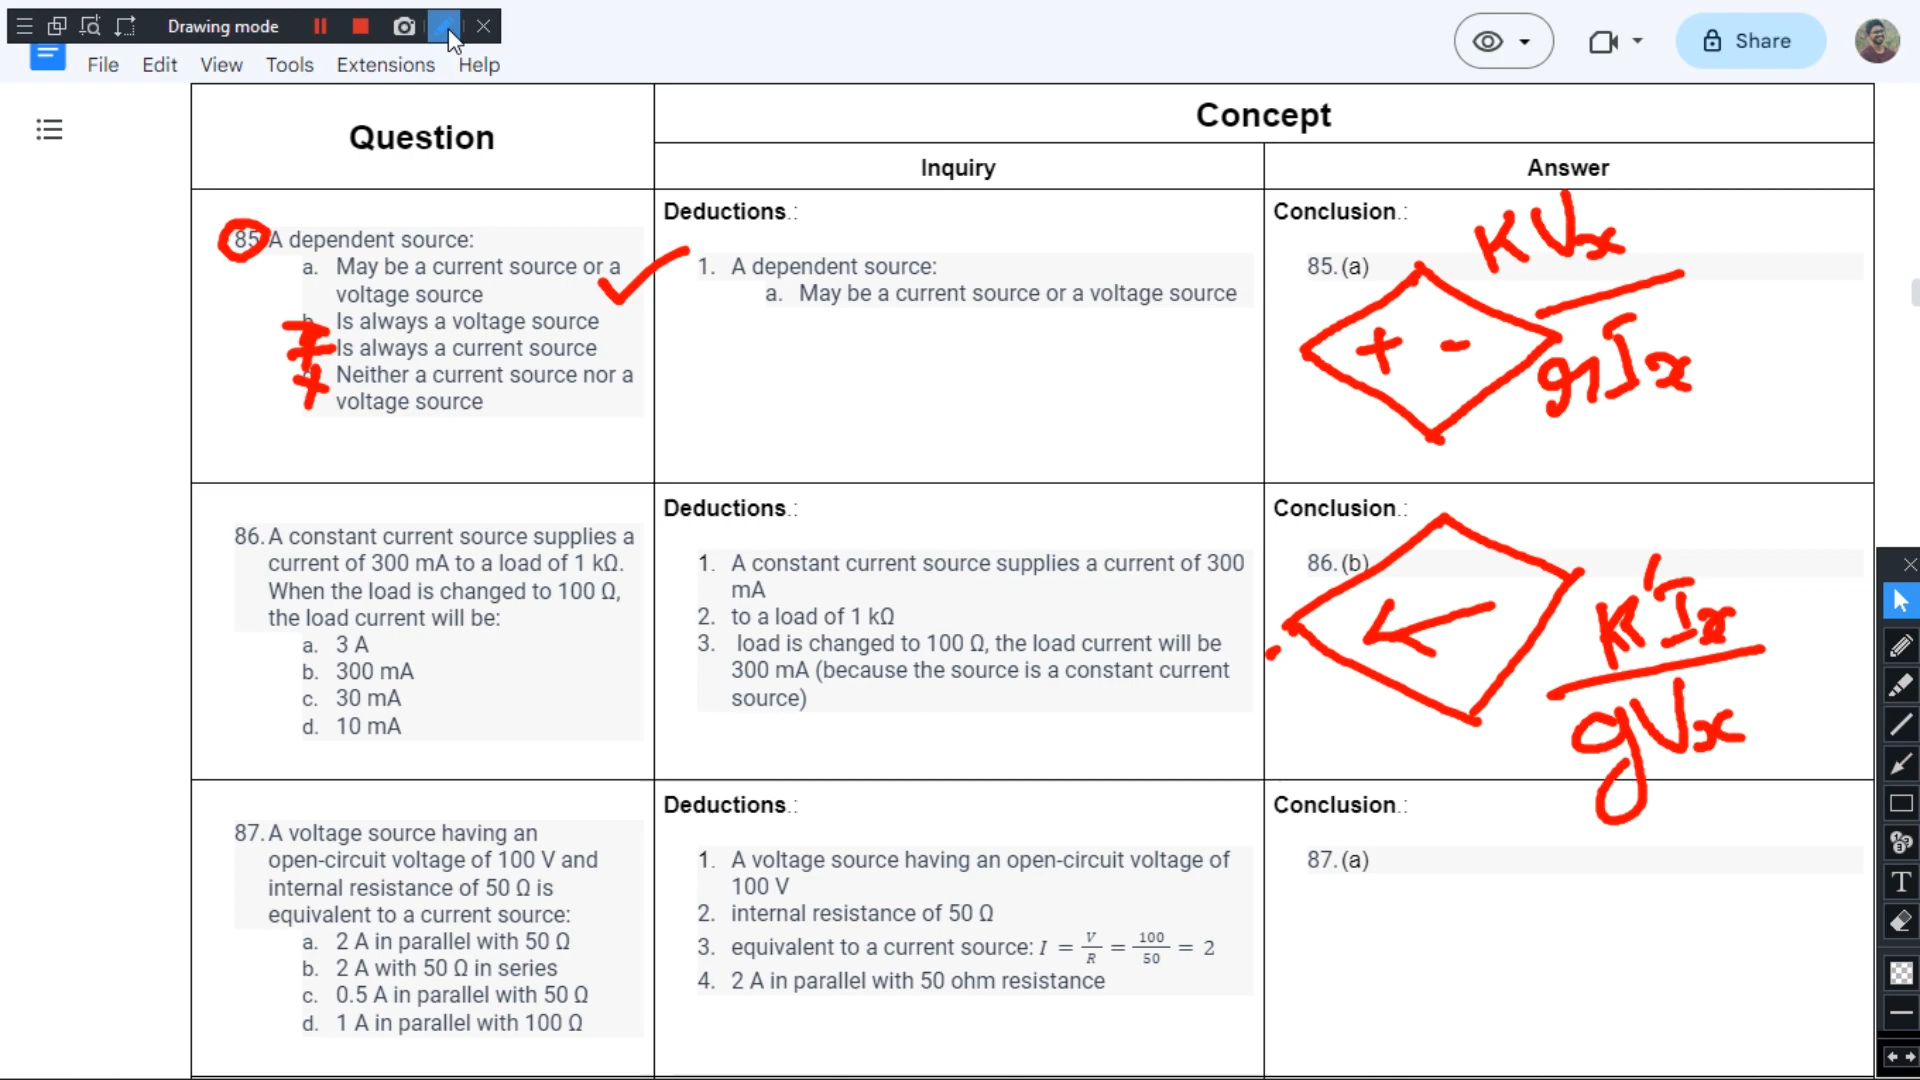 Drawing mode
File Edit View Tools Extensions Help
Share
Question
Concept
Inquiry
Answer
85. A dependent source:
a. May be a current source or a
voltage source
b. Is always a voltage source
Is always a current source
Neither a current source nor a
voltage source
Deductions.:
1. A dependent source:
a. May be a current source or a voltage source
Conclusion.:
85. (a)
K Vx
+ -
r Ix
86. A constant current source supplies a
current of 300 mA to a load of 1 kΩ.
When the load is changed to 100 Ω,
the load current will be:
a. 3 A
b. 300 mA
c. 30 mA
d. 10 mA
Deductions.:
1. A constant current source supplies a current of 300
mA
2. to a load of 1 kΩ
3. load is changed to 100 Ω, the load current will be
300 mA (because the source is a constant current
source)
Conclusion.:
86. (b)
K' Ix
gVx
87. A voltage source having an
open-circuit voltage of 100 V and
internal resistance of 50 Ω is
equivalent to a current source:
a. 2 A in parallel with 50 Ω
b. 2 A with 50 Ω in series
c. 0.5 A in parallel with 50 Ω
d. 1 A in parallel with 100 Ω
Deductions.:
1. A voltage source having an open-circuit voltage of
100 V
2. internal resistance of 50 Ω
3. equivalent to a current source: I = V/R = 100/50 = 2
4. 2 A in parallel with 50 ohm resistance
Conclusion.:
87. (a)